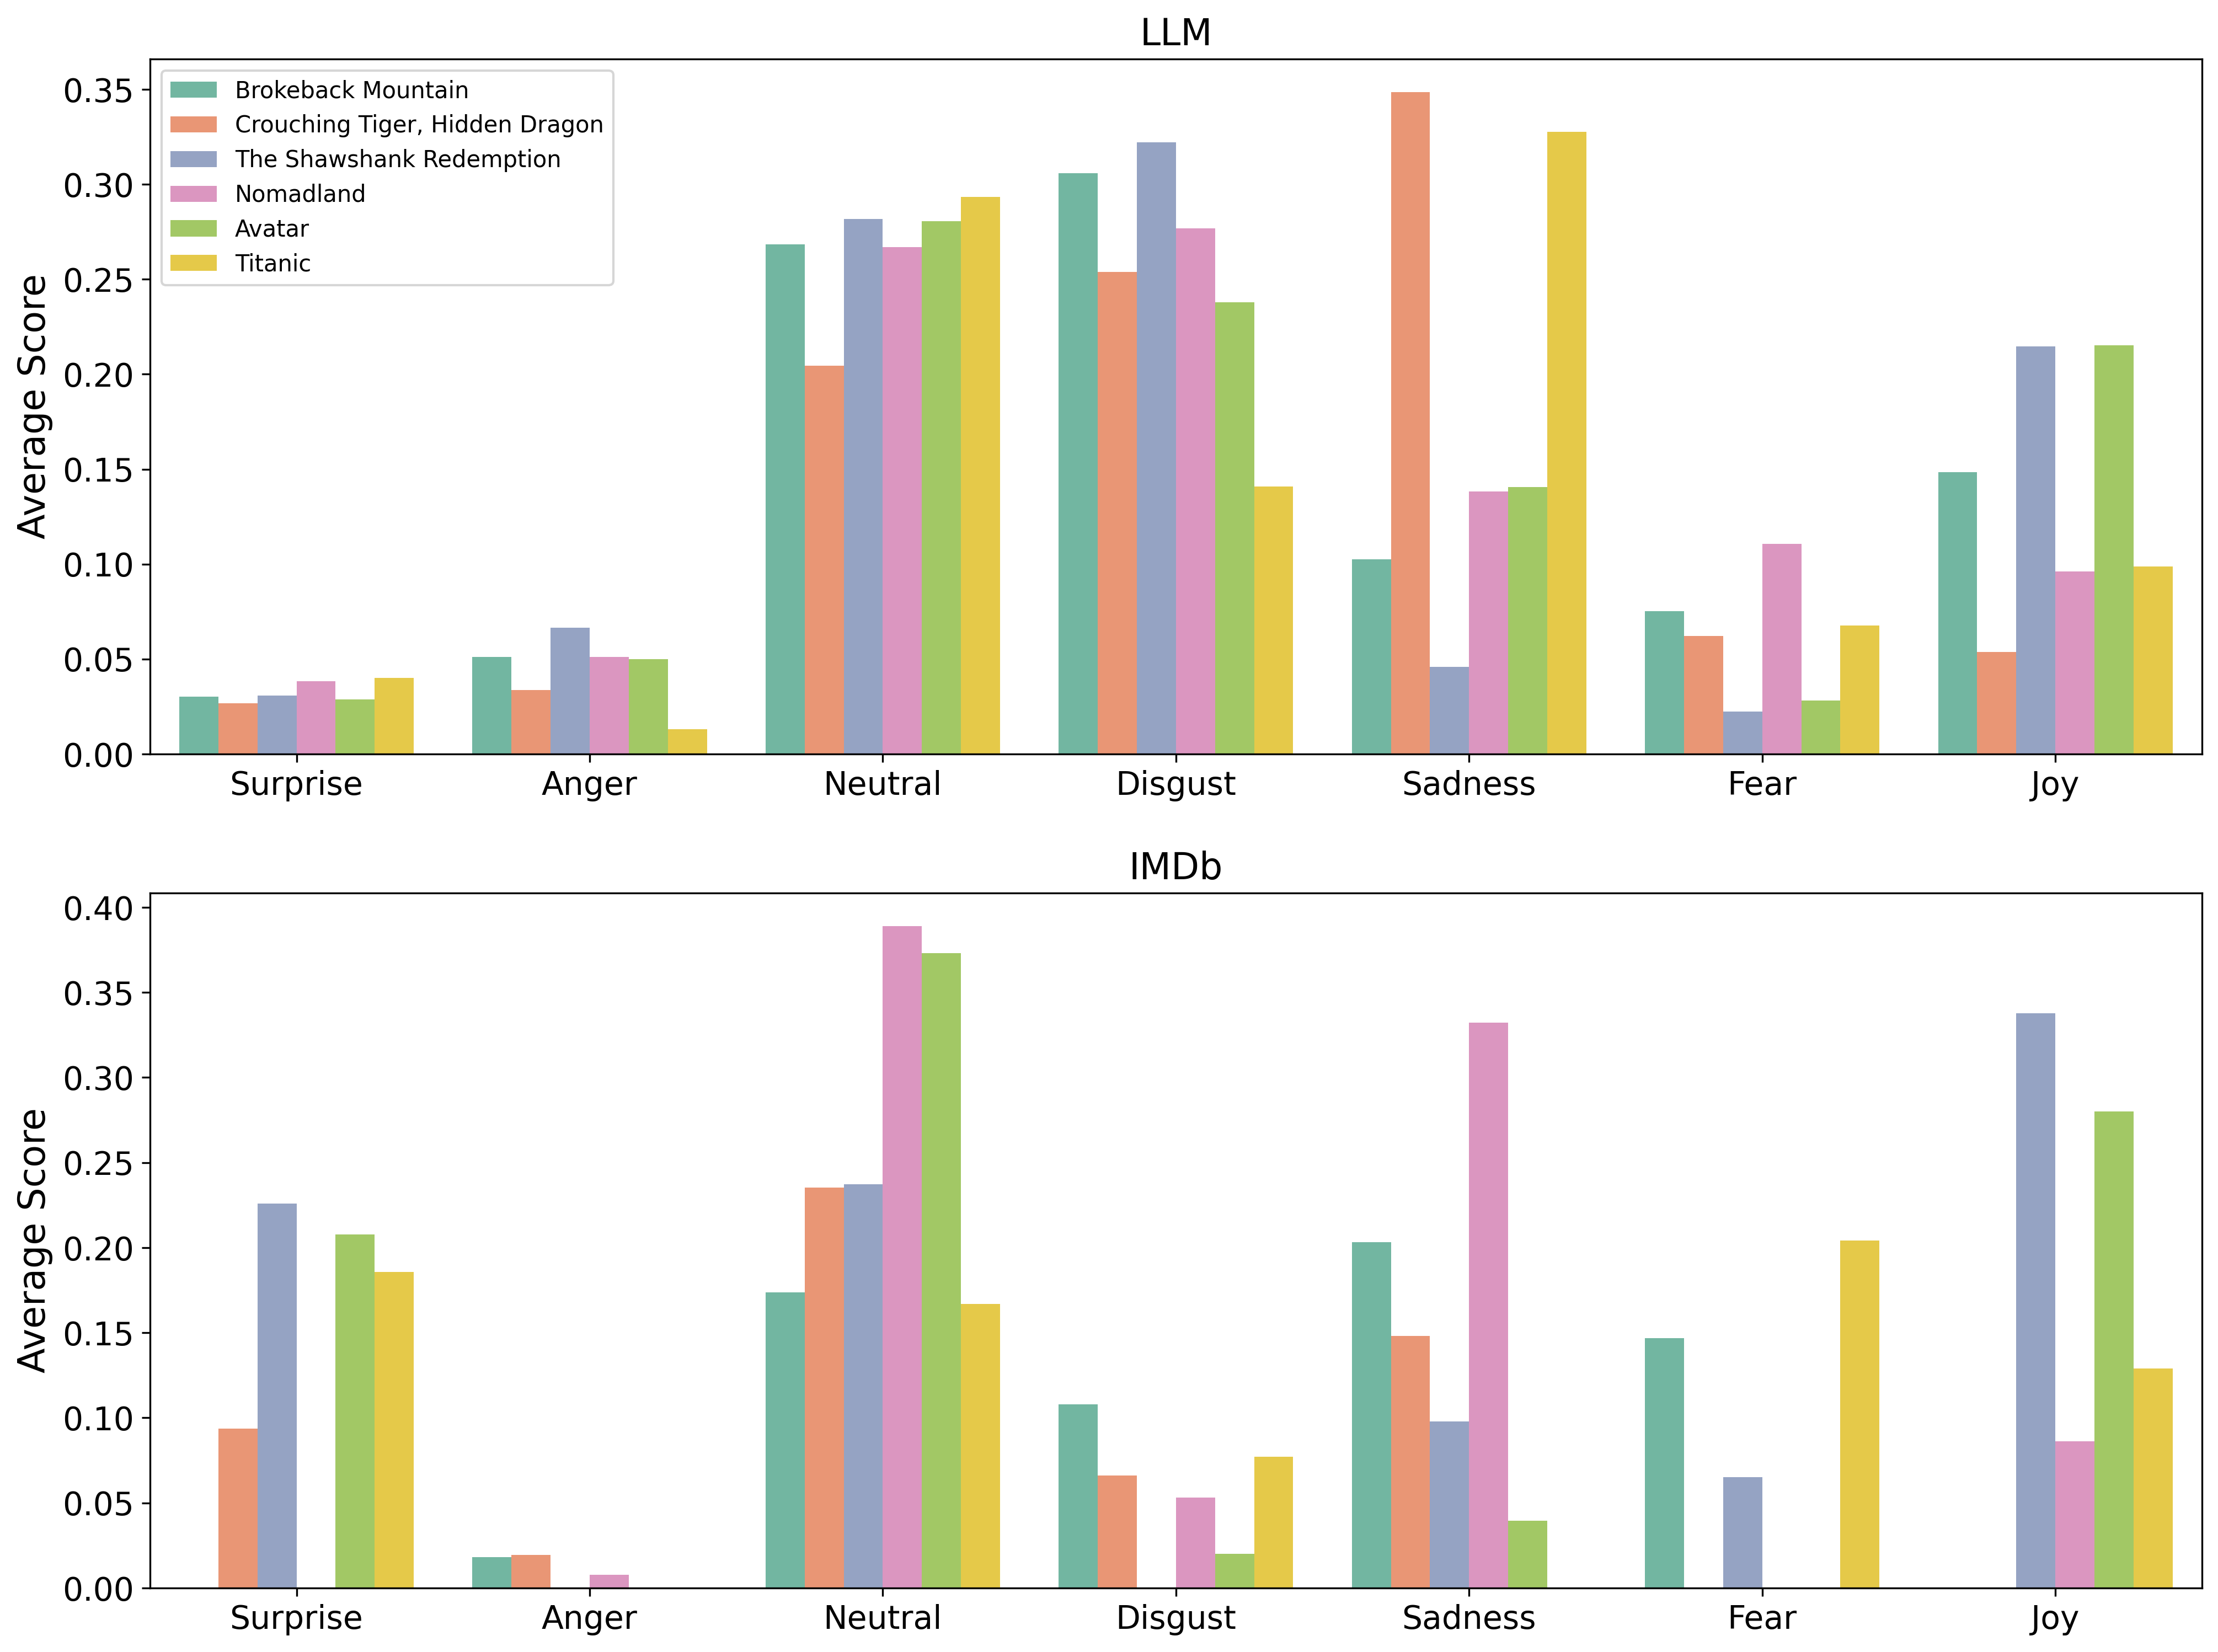 LLM
Brokeback Mountain
Crouching Tiger, Hidden Dragon
The Shawshank Redemption
Nomadland
Avatar
Titanic
Average Score
0.35
0.30
0.25
0.20
0.15
0.10
0.05
0.00
Surprise Anger Neutral Disgust Sadness Fear Joy
IMDb
Average Score
0.40
0.35
0.30
0.25
0.20
0.15
0.10
0.05
0.00
Surprise Anger Neutral Disgust Sadness Fear Joy